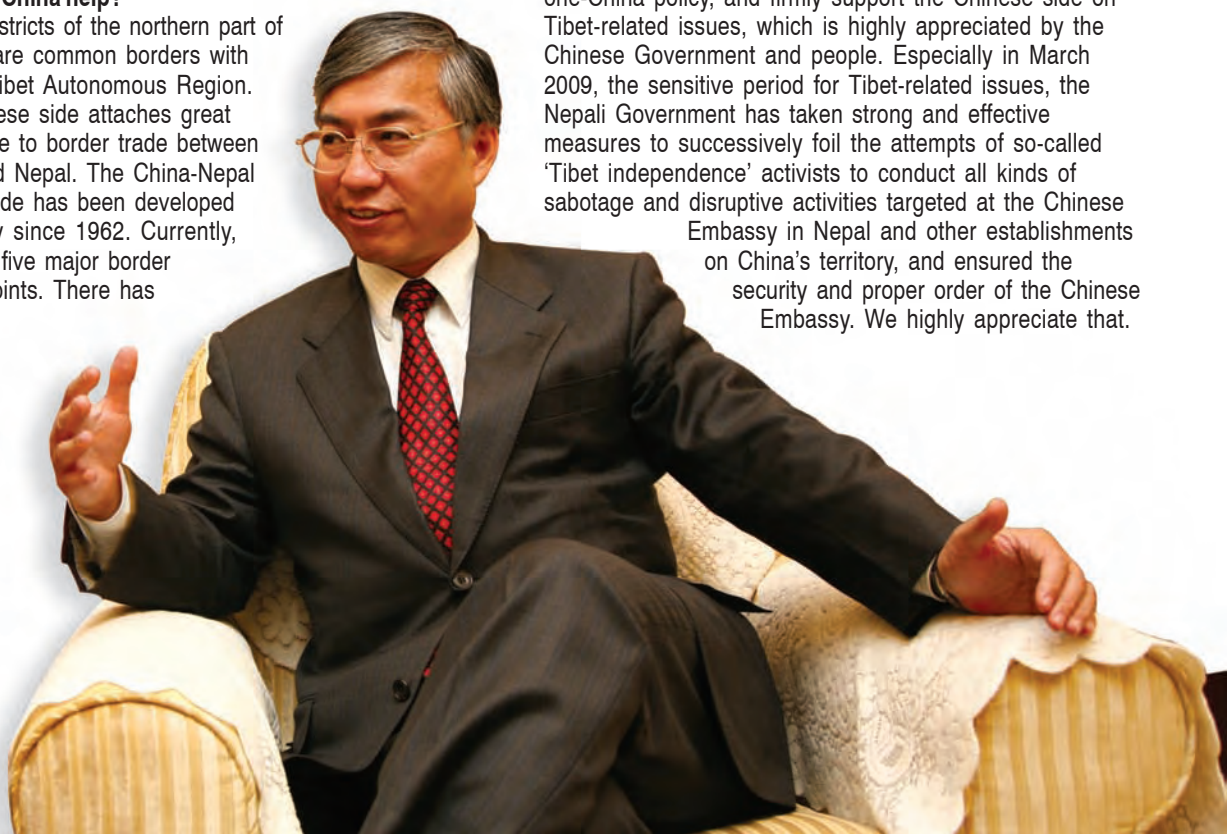 China help?
stricts of the northern part of
are common borders with
ibet Autonomous Region.
ese side attaches great
e to border trade between
d Nepal. The China-Nepal
de has been developed
y since 1962. Currently,
five major border
oints. There has
one-China policy, and firmly support the Chinese side on
Tibet-related issues, which is highly appreciated by the
Chinese Government and people. Especially in March
2009, the sensitive period for Tibet-related issues, the
Nepali Government has taken strong and effective
measures to successively foil the attempts of so-called
‘Tibet independence’ activists to conduct all kinds of
sabotage and disruptive activities targeted at the Chinese
Embassy in Nepal and other establishments
on China’s territory, and ensured the
security and proper order of the Chinese
Embassy. We highly appreciate that.